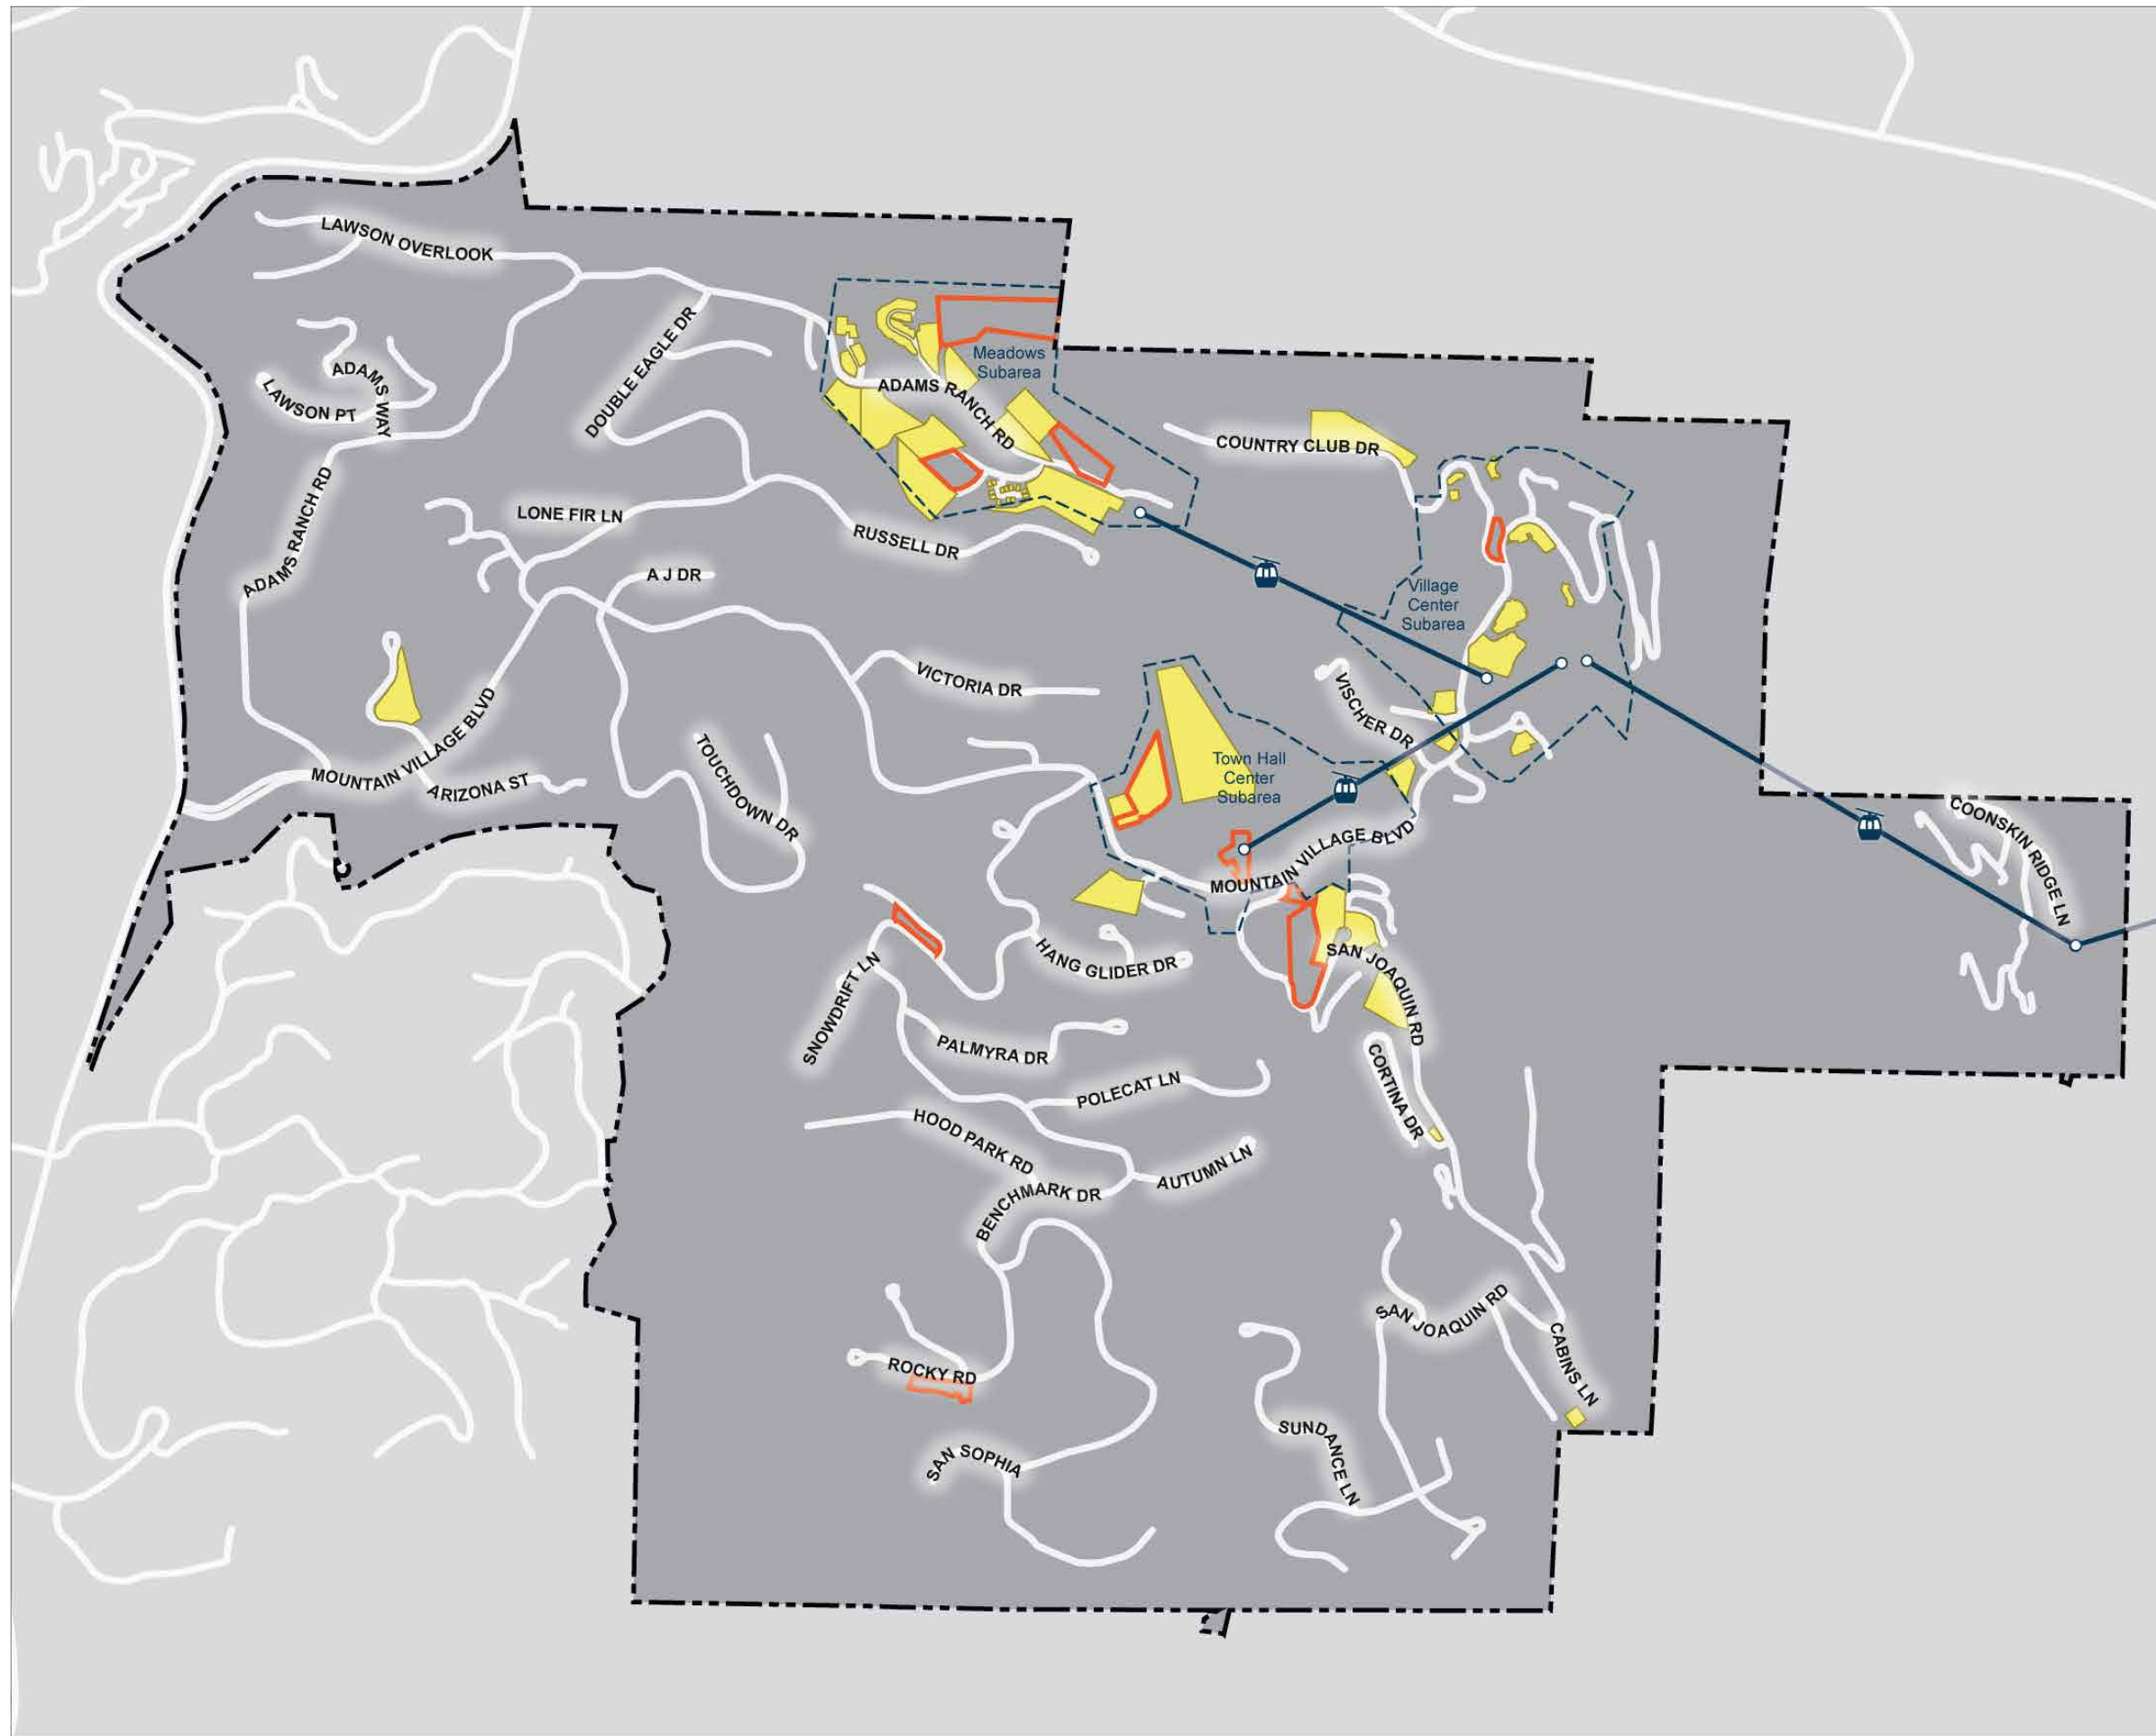 LAWSON OVERLOOK
DOUBLE EAGLE DR
Meadows
Subarea
ADAMS RANCH RD
ADAMS WAY
LAWSON PT
COUNTRY CLUB DR
ADAMS RANCH RD
LONE FIR LN
RUSSELL DR
A J DR
Village
Center
Subarea
VICTORIA DR
VISCHER DR
MOUNTAIN VILLAGE BLVD
ARIZONA ST
TOUCHDOWN DR
Town Hall
Center
Subarea
MOUNTAIN VILLAGE BLVD
COONSKIN RIDGE LN
SNOWDRIFT LN
HANG GLIDER DR
SAN JOAQUIN RD
PALMYRA DR
CORTINA DR
POLECAT LN
HOOD PARK RD
AUTUMN LN
BENCHMARK DR
SAN JOAQUIN RD
CABINS LN
ROCKY RD
SUNDANCE LN
SAN SOPHIA